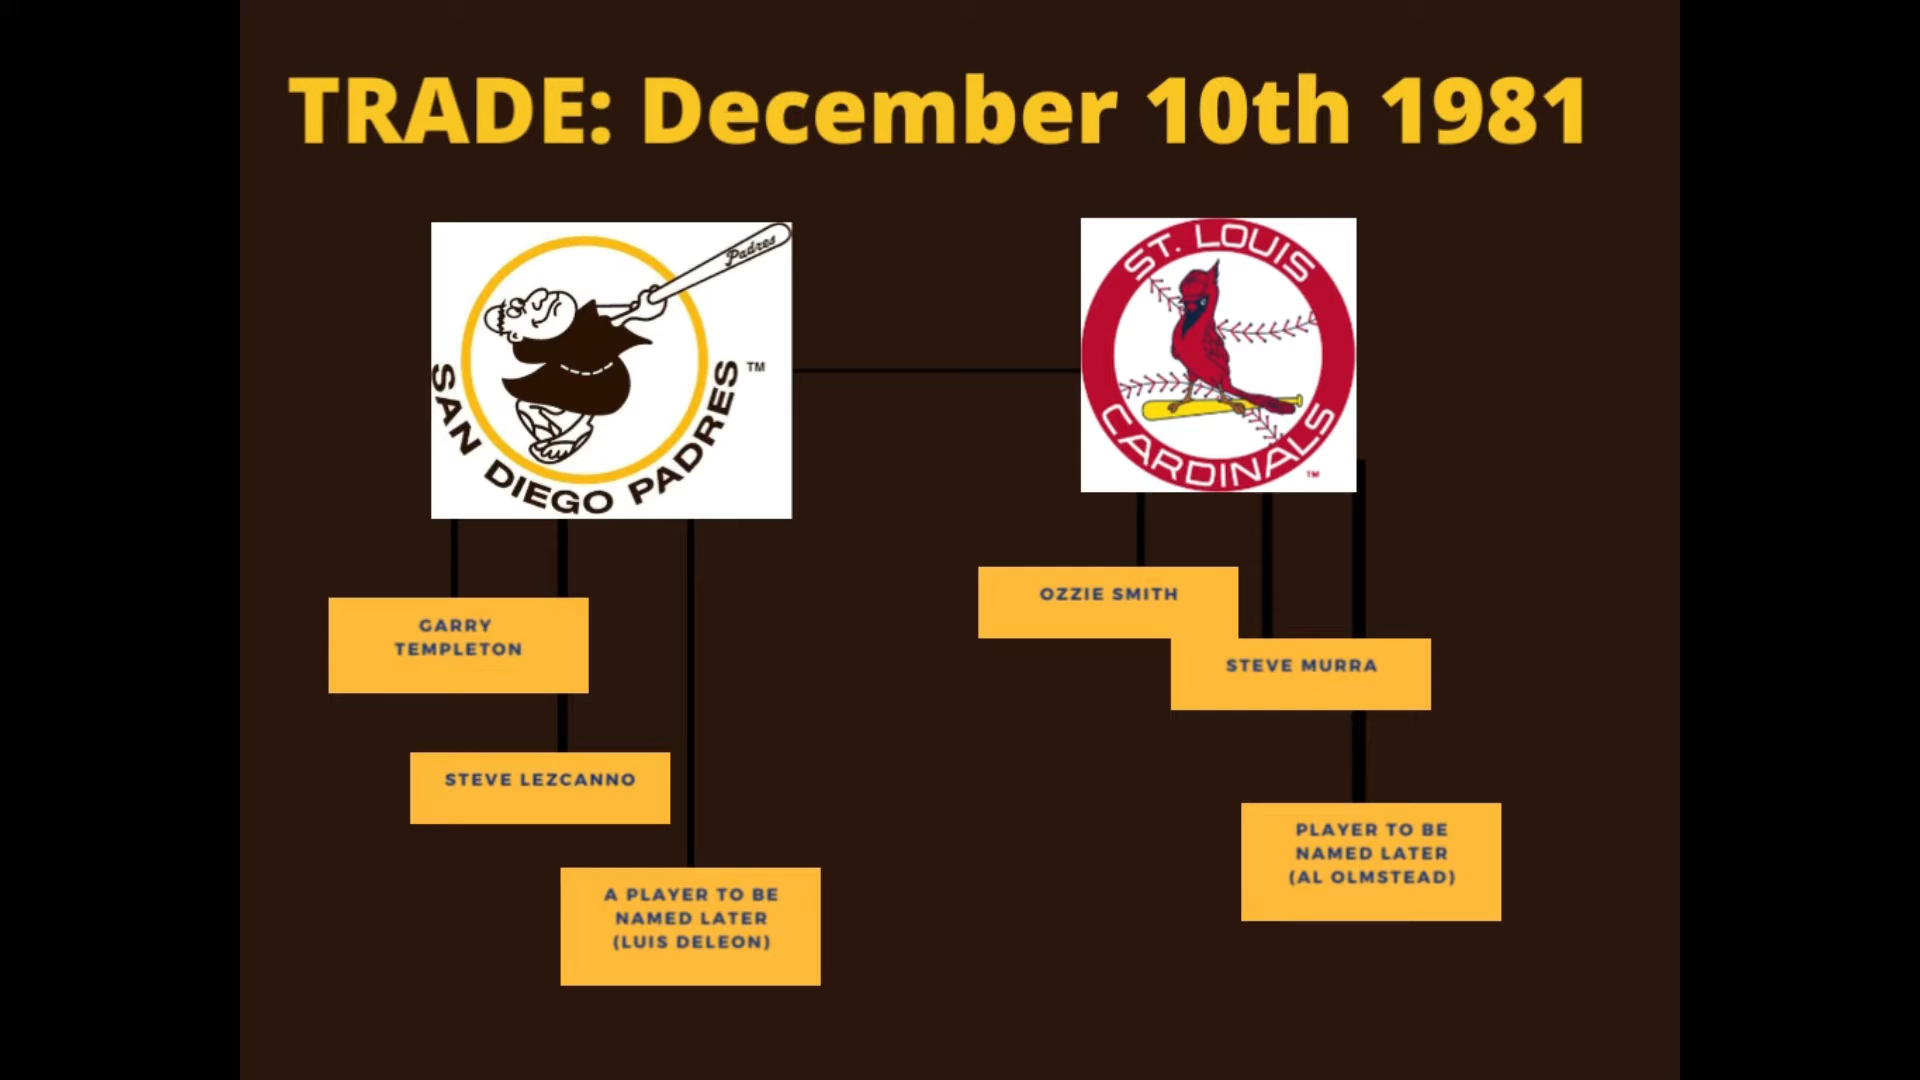 TRADE: December 10th 1981
Padres
SAN DIEGO PADRES TM
ST. LOUIS
CARDINALS TM
GARRY
TEMPLETON
STEVE LEZCANNO
A PLAYER TO BE
NAMED LATER
(LUIS DELEON)
OZZIE SMITH
STEVE MURRA
PLAYER TO BE
NAMED LATER
(AL OLMSTEAD)